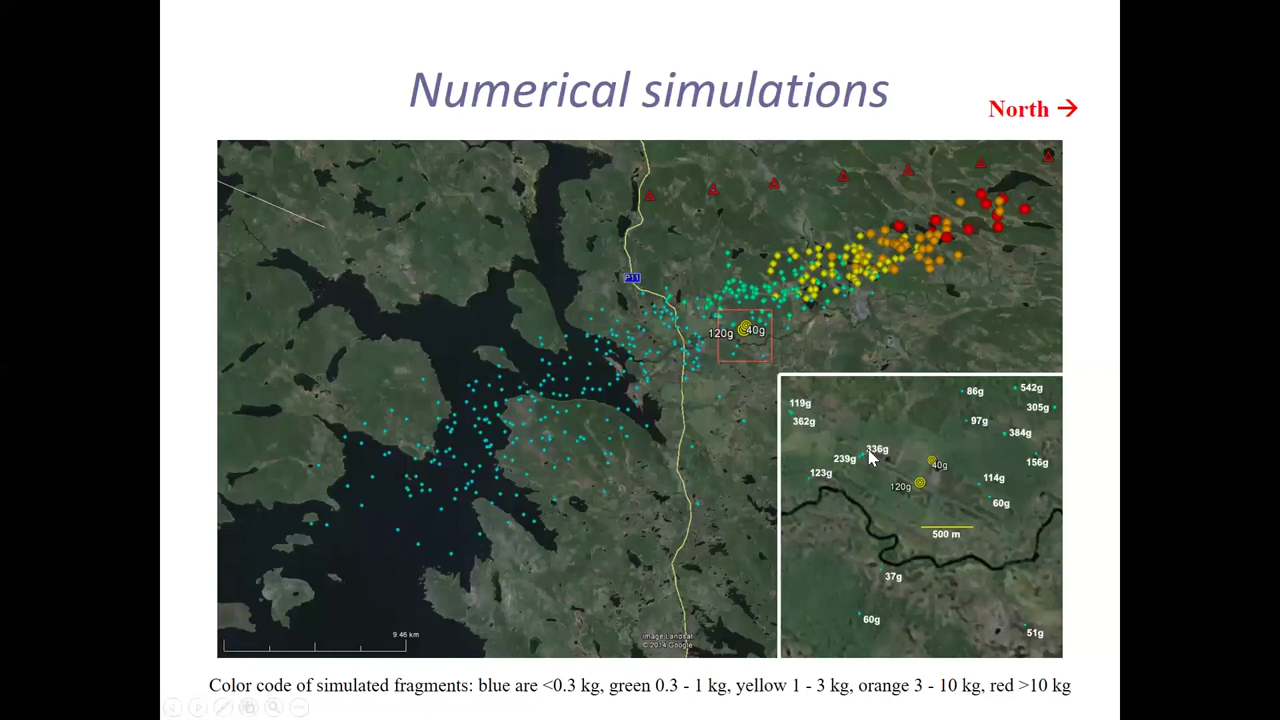 Numerical simulations
North →
P11
120g
40g
86g
542g
119g
305g
362g
97g
384g
336g
239g
40g
156g
123g
120g
114g
60g
500 m
37g
60g
51g
9.46 km
Image Landsat
© 2014 Google
Color code of simulated fragments: blue are <0.3 kg, green 0.3 - 1 kg, yellow 1 - 3 kg, orange 3 - 10 kg, red >10 kg